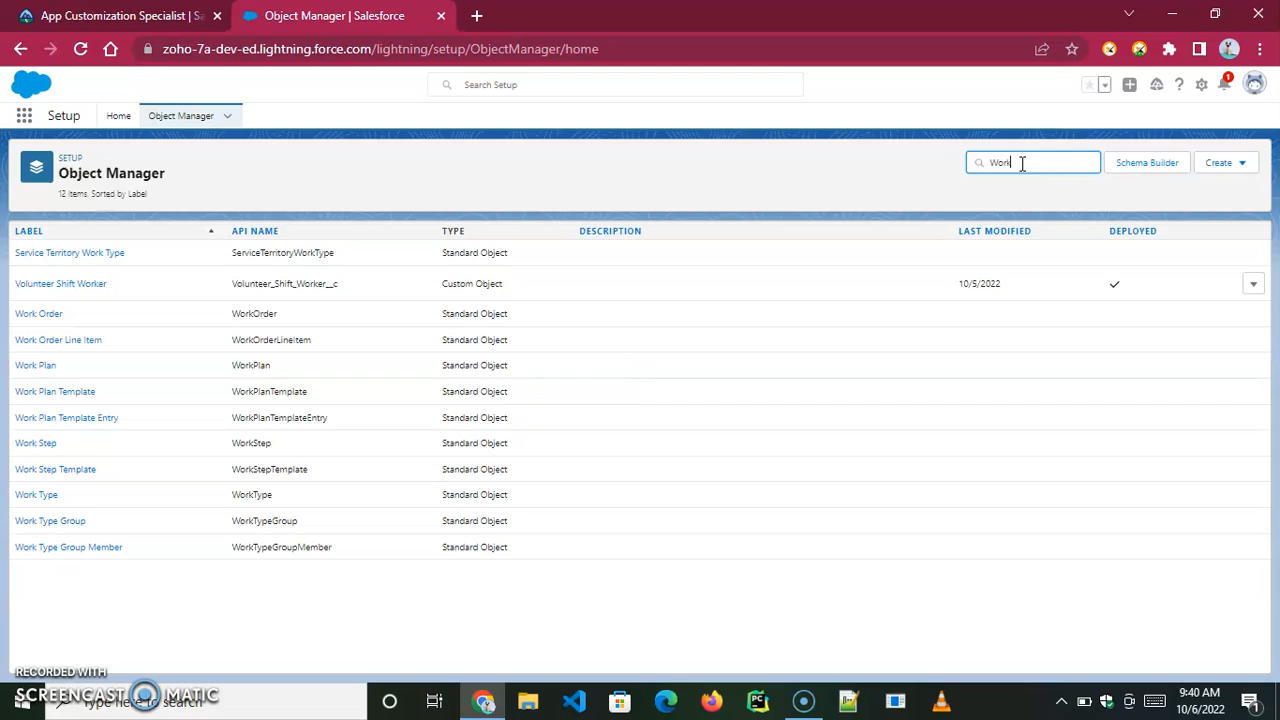 App Customization Specialist | Sa
Object Manager | Salesforce
zoho-7a-dev-ed.lightning.force.com/lightning/setup/ObjectManager/home
Search Setup
1
Setup
Home
Object Manager
SETUP
Object Manager
12 Items, Sorted by Label
Work
Schema Builder
Create
LABEL API NAME TYPE DESCRIPTION LAST MODIFIED DEPLOYED
Service Territory Work Type ServiceTerritoryWorkType Standard Object
Volunteer Shift Worker Volunteer_Shift_Worker__c Custom Object 10/5/2022
Work Order WorkOrder Standard Object
Work Order Line Item WorkOrderLineItem Standard Object
Work Plan WorkPlan Standard Object
Work Plan Template WorkPlanTemplate Standard Object
Work Plan Template Entry WorkPlanTemplateEntry Standard Object
Work Step WorkStep Standard Object
Work Step Template WorkStepTemplate Standard Object
Work Type WorkType Standard Object
Work Type Group WorkTypeGroup Standard Object
Work Type Group Member WorkTypeGroupMember Standard Object
RECORDED WITH
SCREENCAST MATIC
Type here to search
9:40 AM
10/6/2022
1